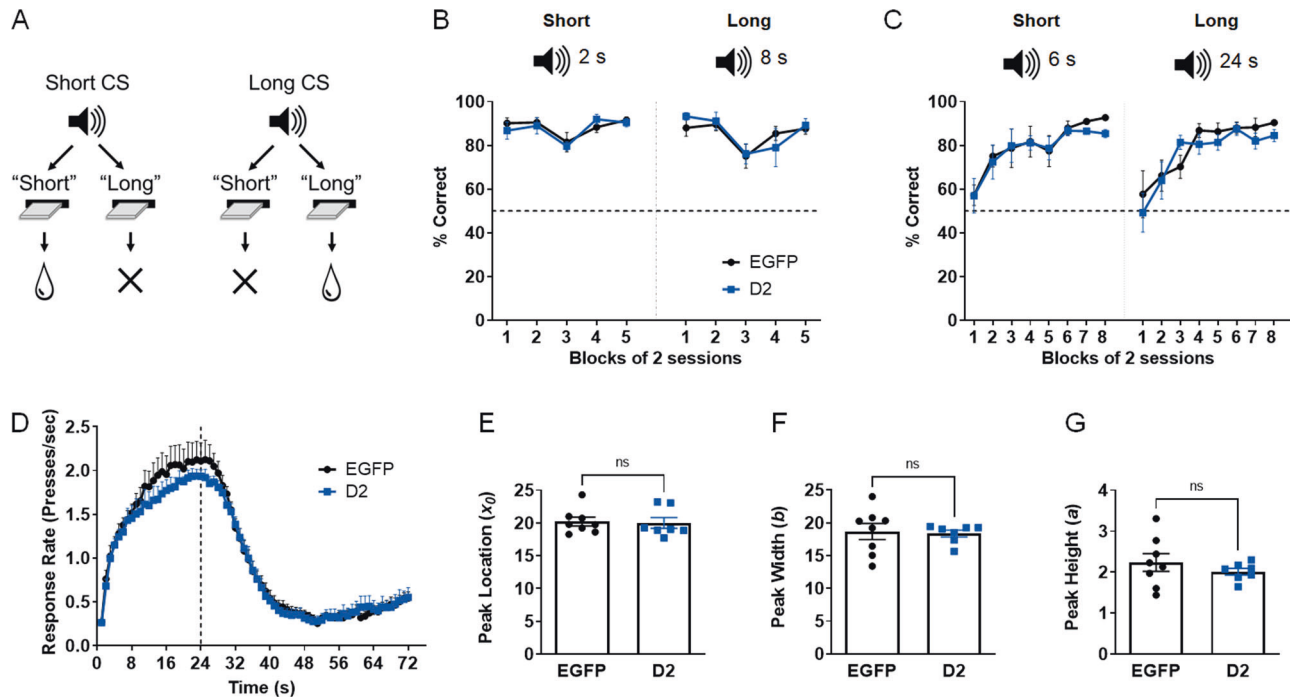 A
Short CS
Long CS
“Short” “Long” “Short” “Long”
B
Short
Long
2 s
8 s
% Correct
100
80
60
40
20
0
EGFP
D2
1 2 3 4 5 1 2 3 4 5
Blocks of 2 sessions
C
Short
Long
6 s
24 s
% Correct
100
80
60
40
20
0
1 2 3 4 5 6 7 8 1 2 3 4 5 6 7 8
Blocks of 2 sessions
D
Response Rate (Presses/sec)
2.5
2.0
1.5
1.0
0.5
0.0
EGFP
D2
0 8 16 24 32 40 48 56 64 72
Time (s)
E
ns
Peak Location (x0)
25
20
15
10
5
0
EGFP D2
F
ns
Peak Width (b)
25
20
15
10
5
0
EGFP D2
G
ns
Peak Height (a)
4
3
2
1
0
EGFP D2